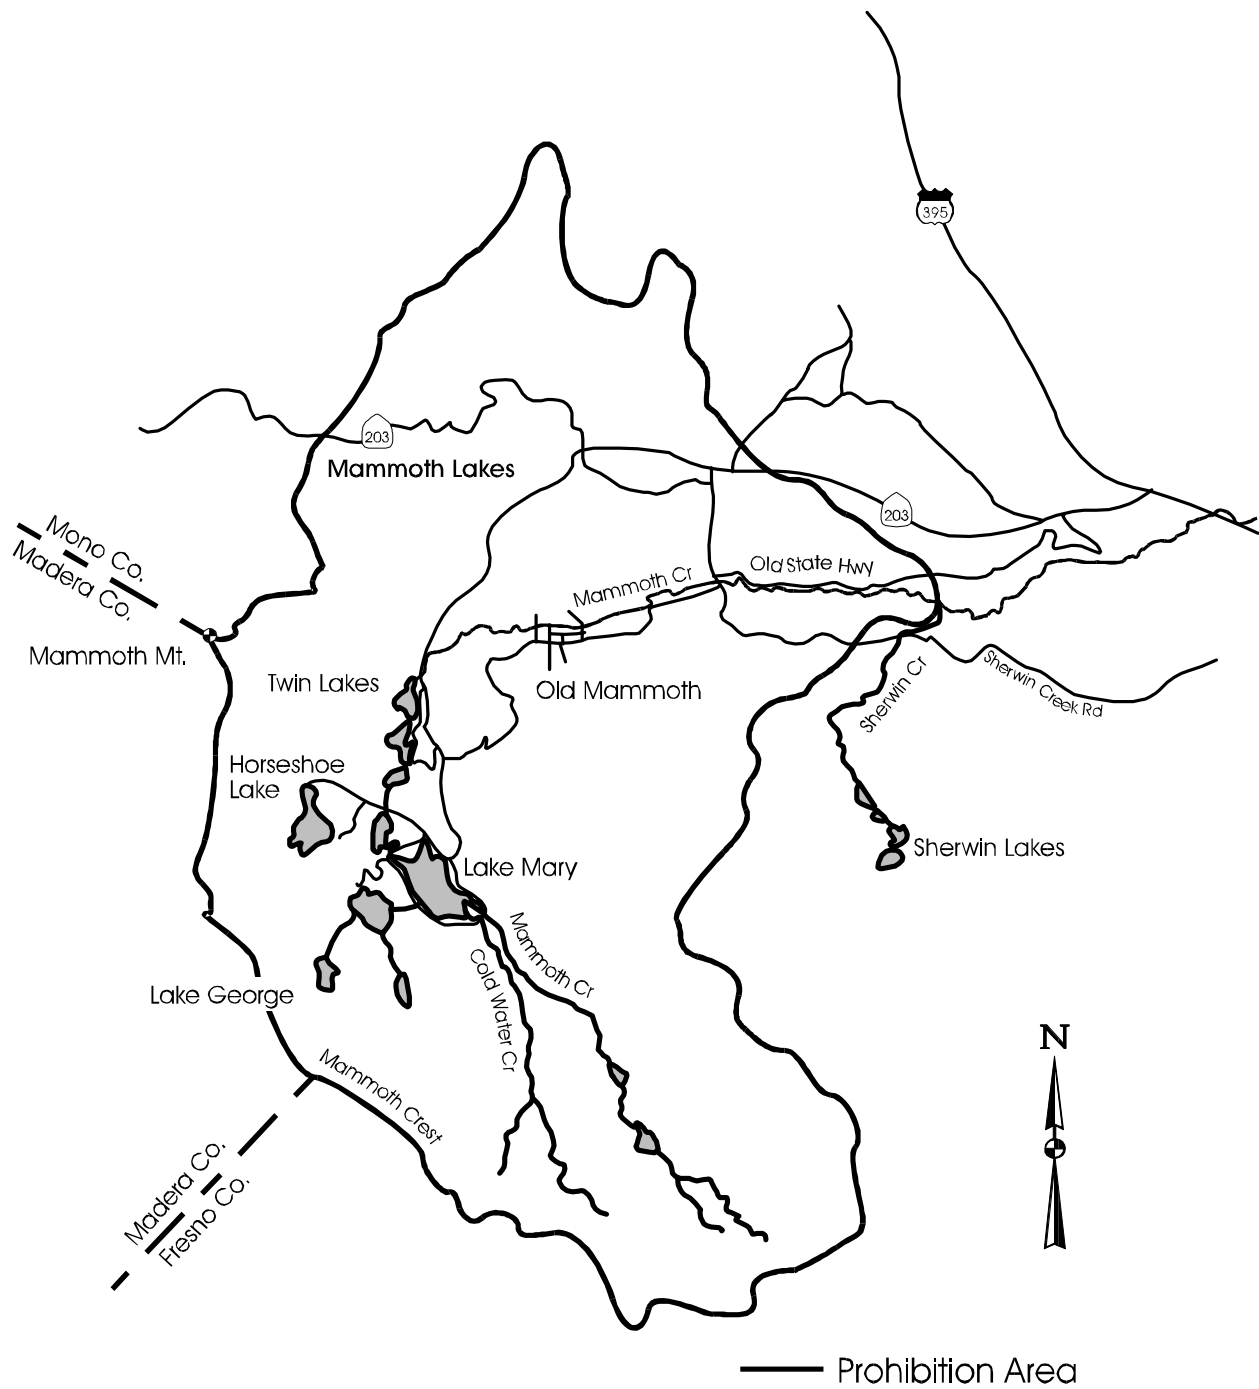 395
203
Mammoth Lakes
203
Mono Co.
Madera Co.
Old State Hwy
Mammoth Cr
Mammoth Mt.
Twin Lakes
Old Mammoth
Sherwin Cr
Sherwin Creek Rd
Horseshoe
Lake
Sherwin Lakes
Lake Mary
Mammoth Cr
Cold Water Cr
Lake George
N
Mammoth Crest
Madera Co.
Fresno Co.
Prohibition Area